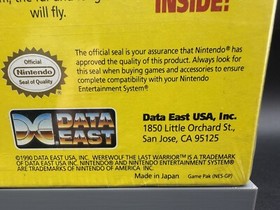 INSIDE!
will fly.
Official
Nintendo
Seal of Quality
The official seal is your assurance that Nintendo® has
approved the quality of this product. Always look for
this seal when buying games and accessories to ensure
complete compatibility with your Nintendo
Entertainment System®
DATA
EAST
Data East USA, Inc.
1850 Little Orchard St.,
San Jose, CA 95125
©1990 DATA EAST USA, INC. WEREWOLF THE LAST WARRIOR™ IS A TRADEMARK
OF DATA EAST USA, INC. NINTENDO® AND NINTENDO ENTERTAINMENT SYSTEM®
ARE TRADEMARKS OF NINTENDO OF AMERICA INC.
Made in Japan
Game Pak (NES-GP)